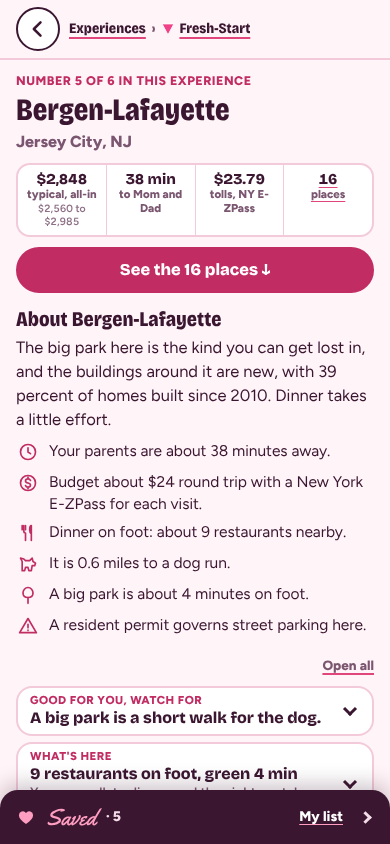 Experiences › Fresh-Start
NUMBER 5 OF 6 IN THIS EXPERIENCE
Bergen-Lafayette
Jersey City, NJ
$2,848
typical, all-in
$2,560 to
$2,985
38 min
to Mom and
Dad
$23.79
tolls, NY E-
ZPass
16
places
See the 16 places ↓
About Bergen-Lafayette
The big park here is the kind you can get lost in,
and the buildings around it are new, with 39
percent of homes built since 2010. Dinner takes
a little effort.
Your parents are about 38 minutes away.
Budget about $24 round trip with a New York
E-ZPass for each visit.
Dinner on foot: about 9 restaurants nearby.
It is 0.6 miles to a dog run.
A big park is about 4 minutes on foot.
A resident permit governs street parking here.
Open all
GOOD FOR YOU, WATCH FOR
A big park is a short walk for the dog.
WHAT'S HERE
9 restaurants on foot, green 4 min
Saved · 5
My list